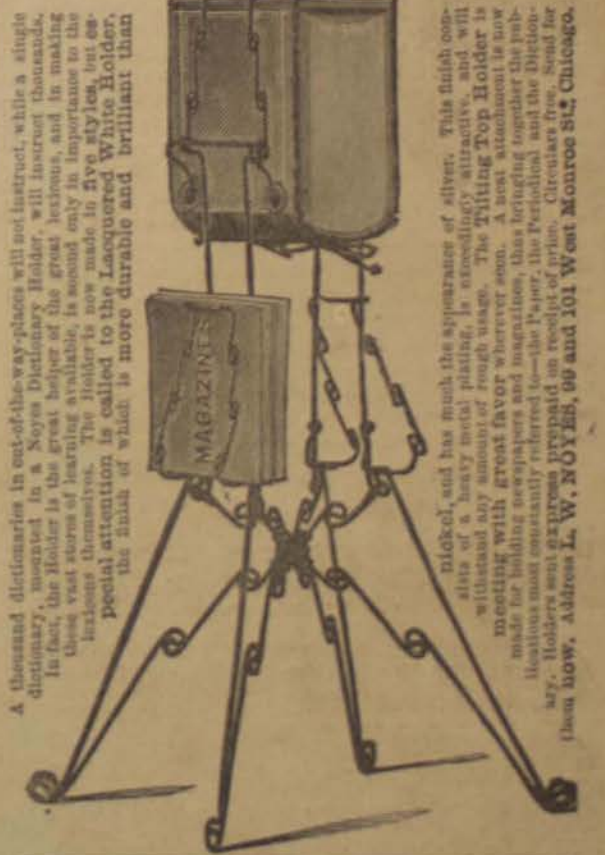 A thousand dictionaries in out-of-the-way-places will not instruct, while a single
dictionary, mounted in a Noyes Dictionary Holder, will instruct thousands.
In fact, the Holder is the great helper of the great lexicons, and in making
these vast stores of learning available, is second only in importance to the
lexicons themselves. The Holder is now made in five styles, but es-
pecial attention is called to the Lacquered White Holder,
the finish of which is more durable and brilliant than
MAGAZINES
nickel, and has much the appearance of silver. This finish con-
sists of a heavy metal plating, is exceedingly attractive, and will
withstand any amount of rough usage. The Tilting Top Holder is
meeting with great favor wherever seen. A neat attachment is now
made for holding newspapers and magazines, thus bringing together the pub-
lications most constantly referred to—the Paper, the Periodical, and the Diction-
ary. Holders sent express prepaid on receipt of price. Circulars free. Send for
them now. Address L. W. NOYES, 99 and 101 West Monroe St., Chicago.